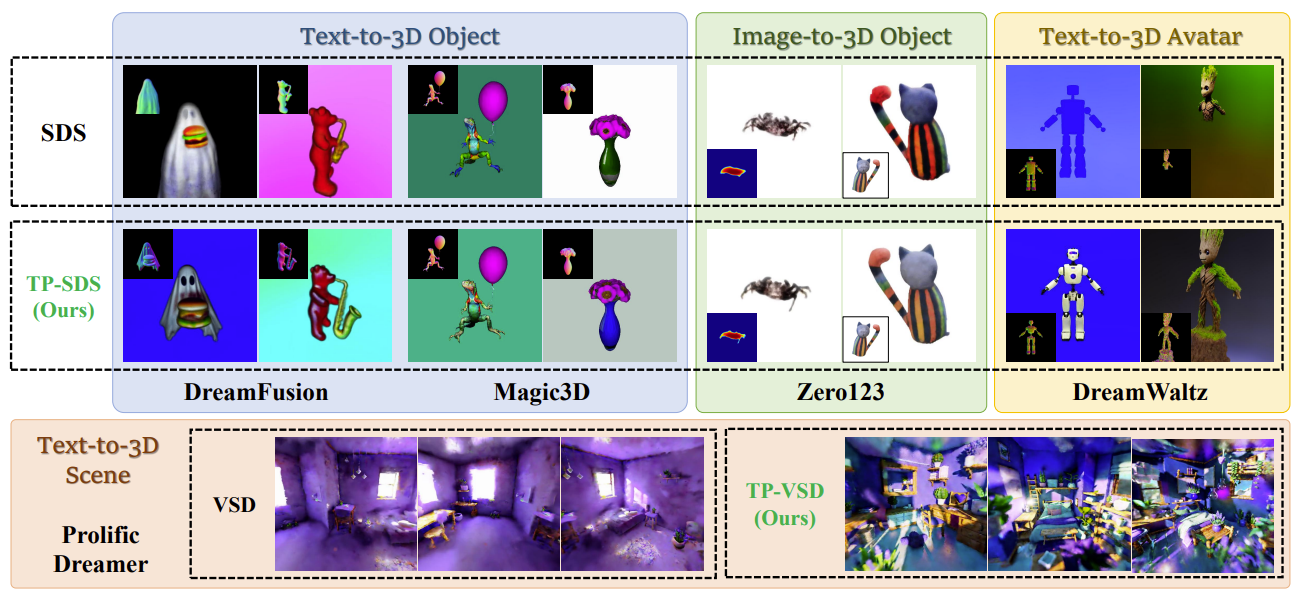 Text-to-3D Object
Image-to-3D Object
Text-to-3D Avatar
SDS
TP-SDS
(Ours)
DreamFusion
Magic3D
Zero123
DreamWaltz
Text-to-3D
Scene
Prolific
Dreamer
VSD
TP-VSD
(Ours)